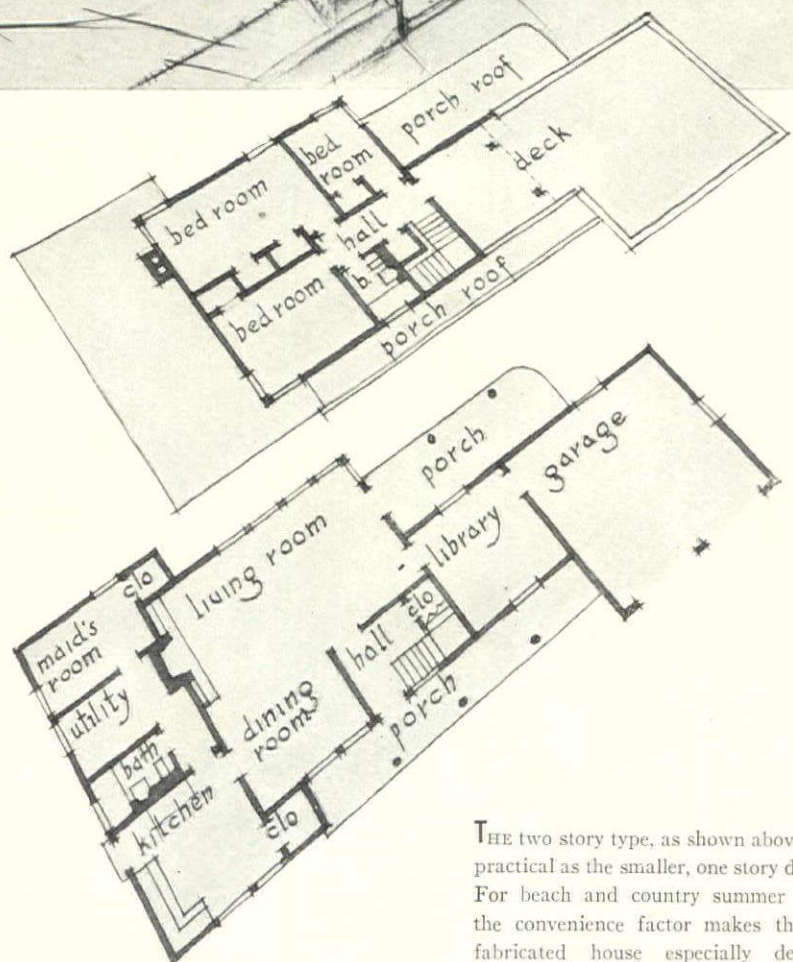 porch roof
deck
bed
room
bed room
hall
b.
bed room
porch roof
porch
garage
living room
library
clo
clo
maid's
room
hall
utility
dining
room
porch
bath
kitchen
clo
THE two story type, as shown above
practical as the smaller, one story d
For beach and country summer
the convenience factor makes th
fabricated house especially de